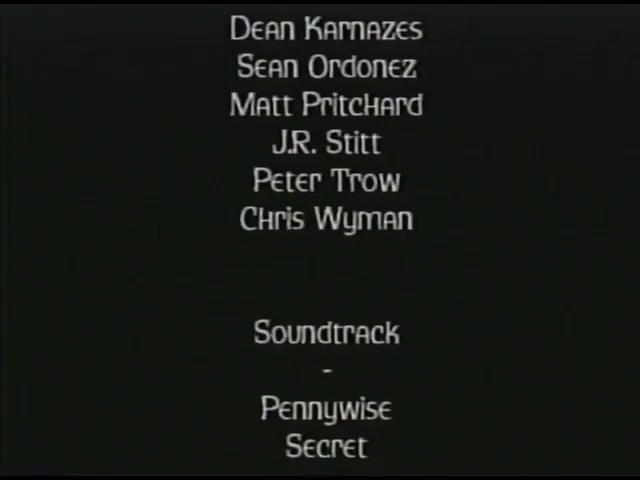 Dean Karnazes
Sean Ordonez
Matt Pritchard
J.R. Stitt
Peter Trow
Chris Wyman
Soundtrack
-
Pennywise
Secret